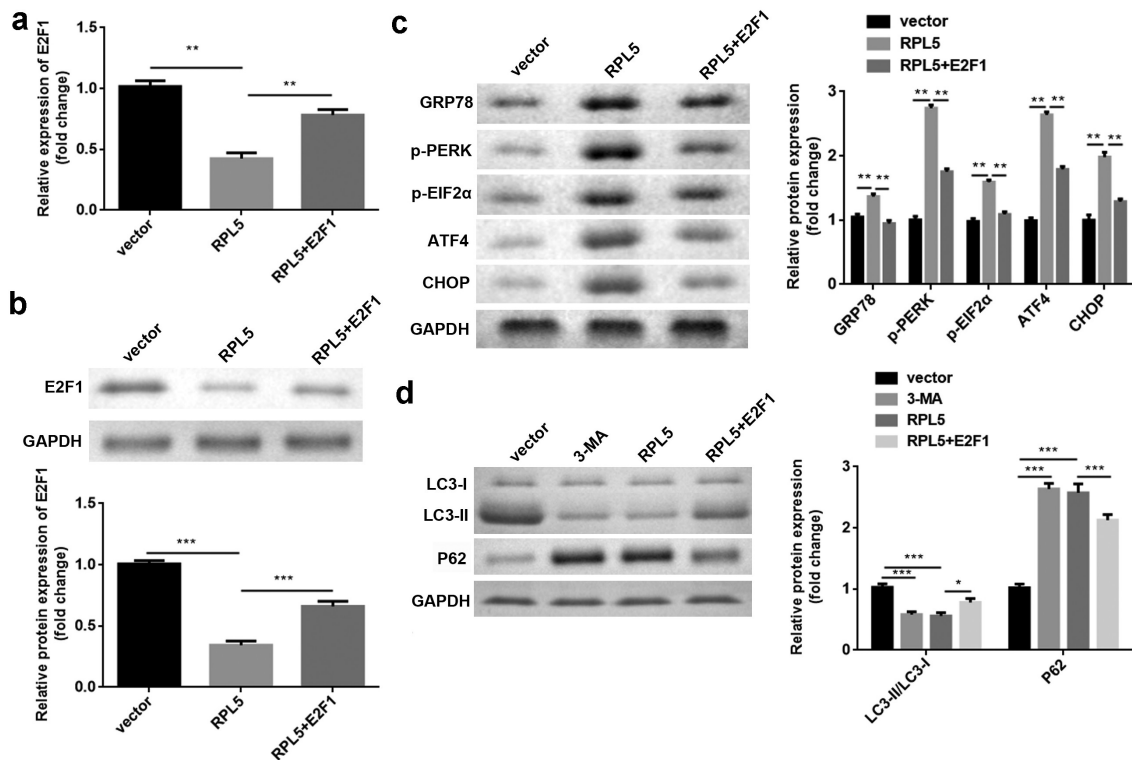 a
Relative expression of E2F1
(fold change)
1.5
1.0
0.5
0.0
**
**
vector
RPL5
RPL5+E2F1
b
vector
RPL5
RPL5+E2F1
E2F1
GAPDH
Relative protein expression of E2F1
(fold change)
1.5
1.0
0.5
0.0
***
***
vector
RPL5
RPL5+E2F1
c
vector
RPL5
RPL5+E2F1
GRP78
p-PERK
p-EIF2α
ATF4
CHOP
GAPDH
vector
RPL5
RPL5+E2F1
Relative protein expression
(fold change)
3
2
1
0
** **
** **
** **
** **
** **
GRP78
p-PERK
p-EIF2α
ATF4
CHOP
d
vector
3-MA
RPL5
RPL5+E2F1
LC3-I
LC3-II
P62
GAPDH
vector
3-MA
RPL5
RPL5+E2F1
Relative protein expression
(fold change)
3
2
1
0
***
***
*
***
***
***
LC3-II/LC3-I
P62